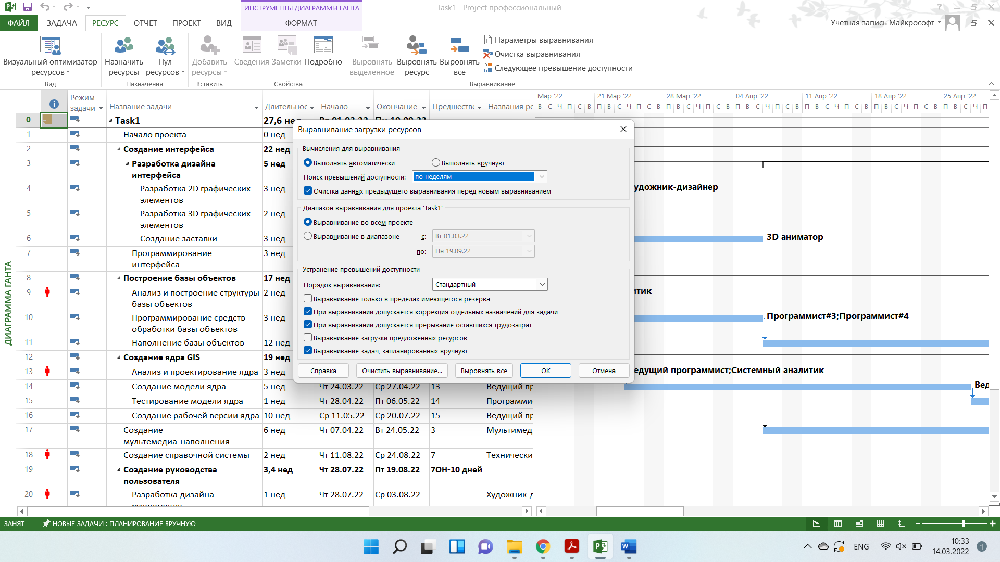 ИНСТРУМЕНТЫ ДИАГРАММЫ ГАНТА
Task1 - Project профессиональный
ФАЙЛ ЗАДАЧА РЕСУРС ОТЧЕТ ПРОЕКТ ВИД ФОРМАТ
Учетная запись Майкрософт
Визуальный оптимизатор ресурсов
Назначить ресурсы
Пул ресурсов
Добавить ресурсы
Сведения Заметки Подробно
Выровнять выделенное
Выровнять ресурс
Выровнять все
Параметры выравнивания
Очистка выравнивания
Следующее превышение доступности
Вид Назначения Вставить Свойства Выравнивание
Режим задачи Название задачи Длительнос Начало Окончание Предшестве Названия ре
Мар '22 21 Мар '22 28 Мар '22 04 Апр '22 11 Апр '22 18 Апр '22 25 Апр '22
В С Ч П С В П В С Ч П С В П В С Ч П С В П В С Ч П С В П В С Ч П С В П В С Ч П С В П В С Ч П
ДИАГРАММА ГАНТА
0 Task1 27,6 нед
1 Начало проекта 0 нед
2 Создание интерфейса 22 нед
3 Разработка дизайна интерфейса 5 нед
4 Разработка 2D графических элементов 3 нед
5 Разработка 3D графических элементов 2 нед
6 Создание заставки 3 нед
7 Программирование интерфейса 3 нед
8 Построение базы объектов 17 нед
9 Анализ и построение структуры базы объектов 2 нед
10 Программирование средств обработки базы объектов 3 нед
11 Наполнение базы объектов 12 нед
12 Создание ядра GIS 19 нед
13 Анализ и проектирование ядра 3 нед
14 Создание модели ядра 5 нед Чт 24.03.22 Ср 27.04.22 13 Ведущий пр
15 Тестирование модели ядра 1 нед Чт 28.04.22 Пт 06.05.22 14 Программи
16 Создание рабочей версии ядра 10 нед Ср 11.05.22 Ср 20.07.22 15 Ведущий пр
17 Создание мультемедиа-наполнения 6 нед Чт 07.04.22 Вт 24.05.22 3 Мультимед
18 Создание справочной системы 2 нед Чт 11.08.22 Ср 24.08.22 7 Технически
19 Создание руководства пользователя 3,4 нед Чт 28.07.22 Пт 19.08.22 7ОН-10 дней
20 Разработка дизайна 1 нед Чт 28.07.22 Ср 03.08.22 Художник-д
Выравнивание загрузки ресурсов
Вычисления для выравнивания
Выполнять автоматически Выполнять вручную
Поиск превышений доступности: по неделям
Очистка данных предыдущего выравнивания перед новым выравниванием
Диапазон выравнивания для проекта 'Task1'
Выравнивание во всем проекте
Выравнивание в диапазоне с: Вт 01.03.22
по: Пн 19.09.22
Устранение превышений доступности
Порядок выравнивания: Стандартный
Выравнивание только в пределах имеющегося резерва
При выравнивании допускается коррекция отдельных назначений для задачи
При выравнивании допускается прерывание оставшихся трудозатрат
Выравнивание загрузки предложенных ресурсов
Выравнивание задач, запланированных вручную
Справка Очистить выравнивание... Выровнять все ОК Отмена
удожник-дизайнер
3D аниматор
тик
Программист#3;Программист#4
едущий программист;Системный аналитик
Вед
ЗАНЯТ НОВЫЕ ЗАДАЧИ : ПЛАНИРОВАНИЕ ВРУЧНУЮ
ENG
10:33
14.03.2022
1